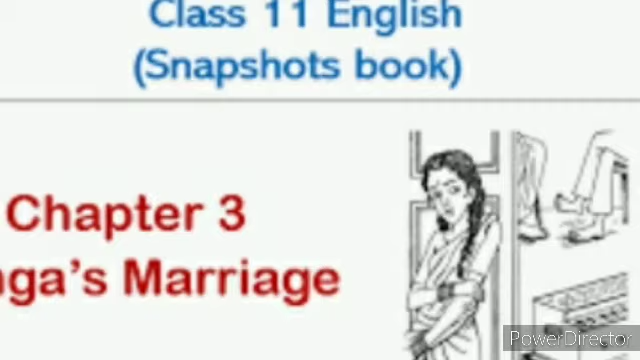 Class 11 English
(Snapshots book)
Chapter 3
Marriage
PowerDirector